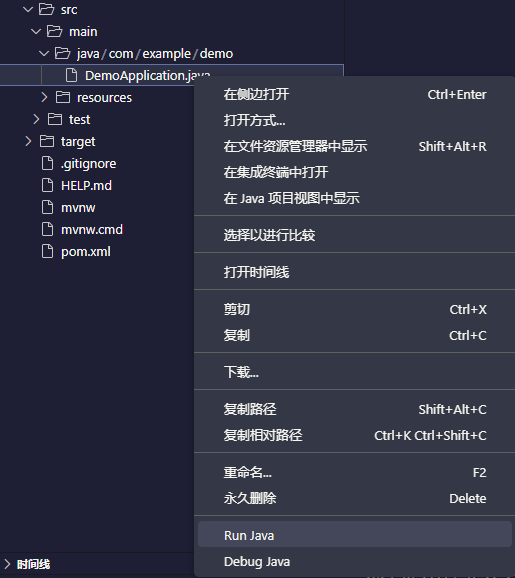 src
main
java/com/example/demo
DemoApplication.java
resources
test
target
.gitignore
HELP.md
mvnw
mvnw.cmd
pom.xml
时间线
在侧边打开 Ctrl+Enter
打开方式...
在文件资源管理器中显示 Shift+Alt+R
在集成终端中打开
在 Java 项目视图中显示
选择以进行比较
打开时间线
剪切 Ctrl+X
复制 Ctrl+C
下载...
复制路径 Shift+Alt+C
复制相对路径 Ctrl+K Ctrl+Shift+C
重命名... F2
永久删除 Delete
Run Java
Debug Java